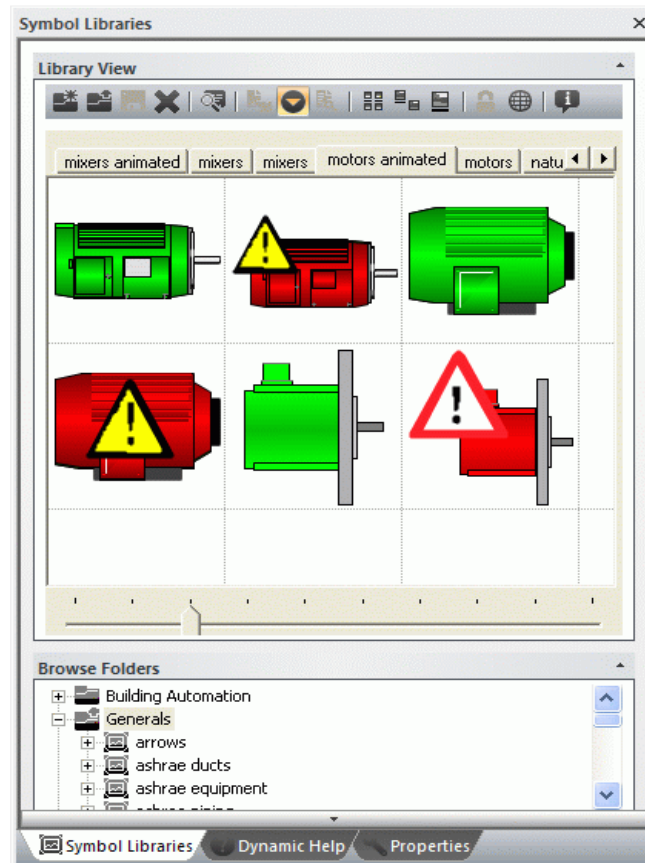 Symbol Libraries
Library View
mixers animated mixers mixers motors animated motors natu
Browse Folders
Building Automation
Generals
arrows
ashrae ducts
ashrae equipment
Symbol Libraries Dynamic Help Properties